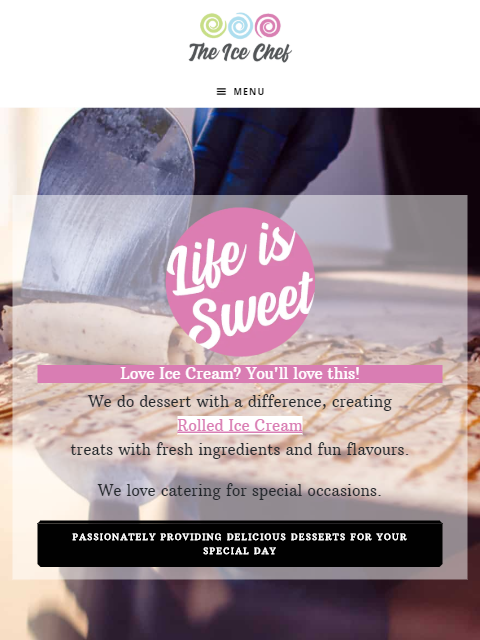 The Ice Chef
MENU
Life is
Sweet
Love Ice Cream? You'll love this!
We do dessert with a difference, creating
Rolled Ice Cream
treats with fresh ingredients and fun flavours.
We love catering for special occasions.
PASSIONATELY PROVIDING DELICIOUS DESSERTS FOR YOUR
SPECIAL DAY